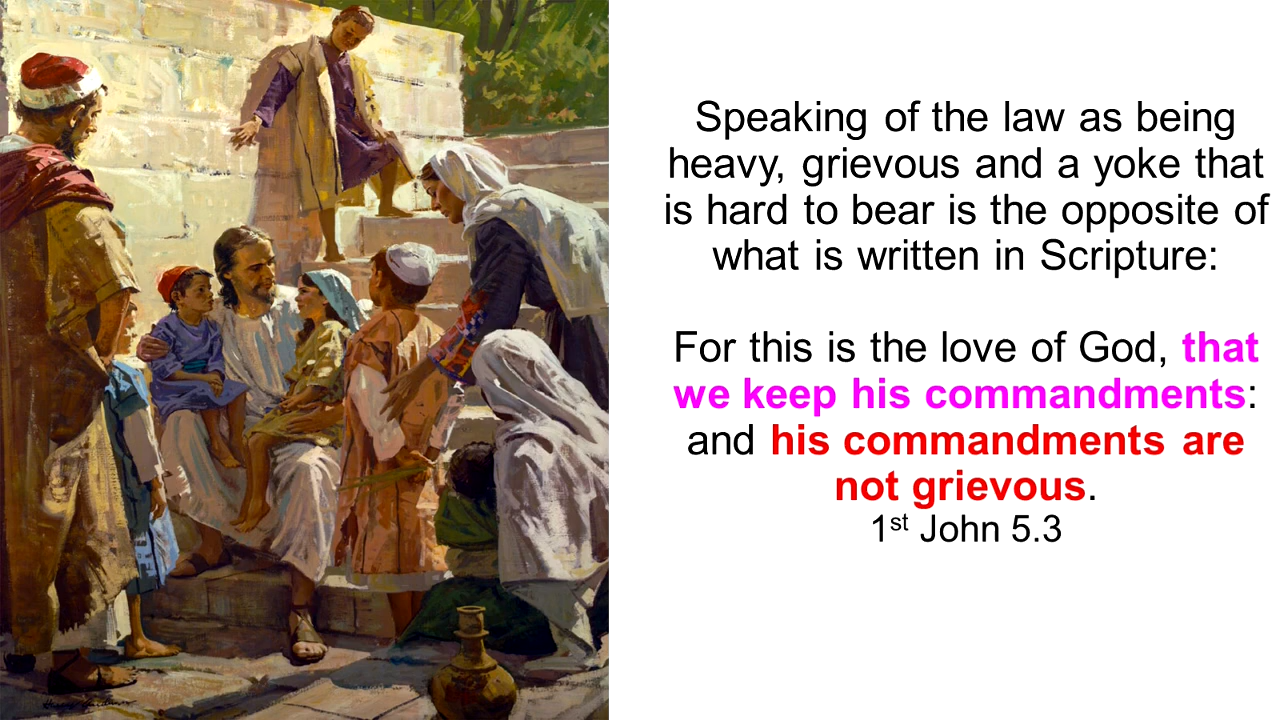 Speaking of the law as being
heavy, grievous and a yoke that
is hard to bear is the opposite of
what is written in Scripture:
For this is the love of God, that
we keep his commandments:
and his commandments are
not grievous.
1st John 5.3